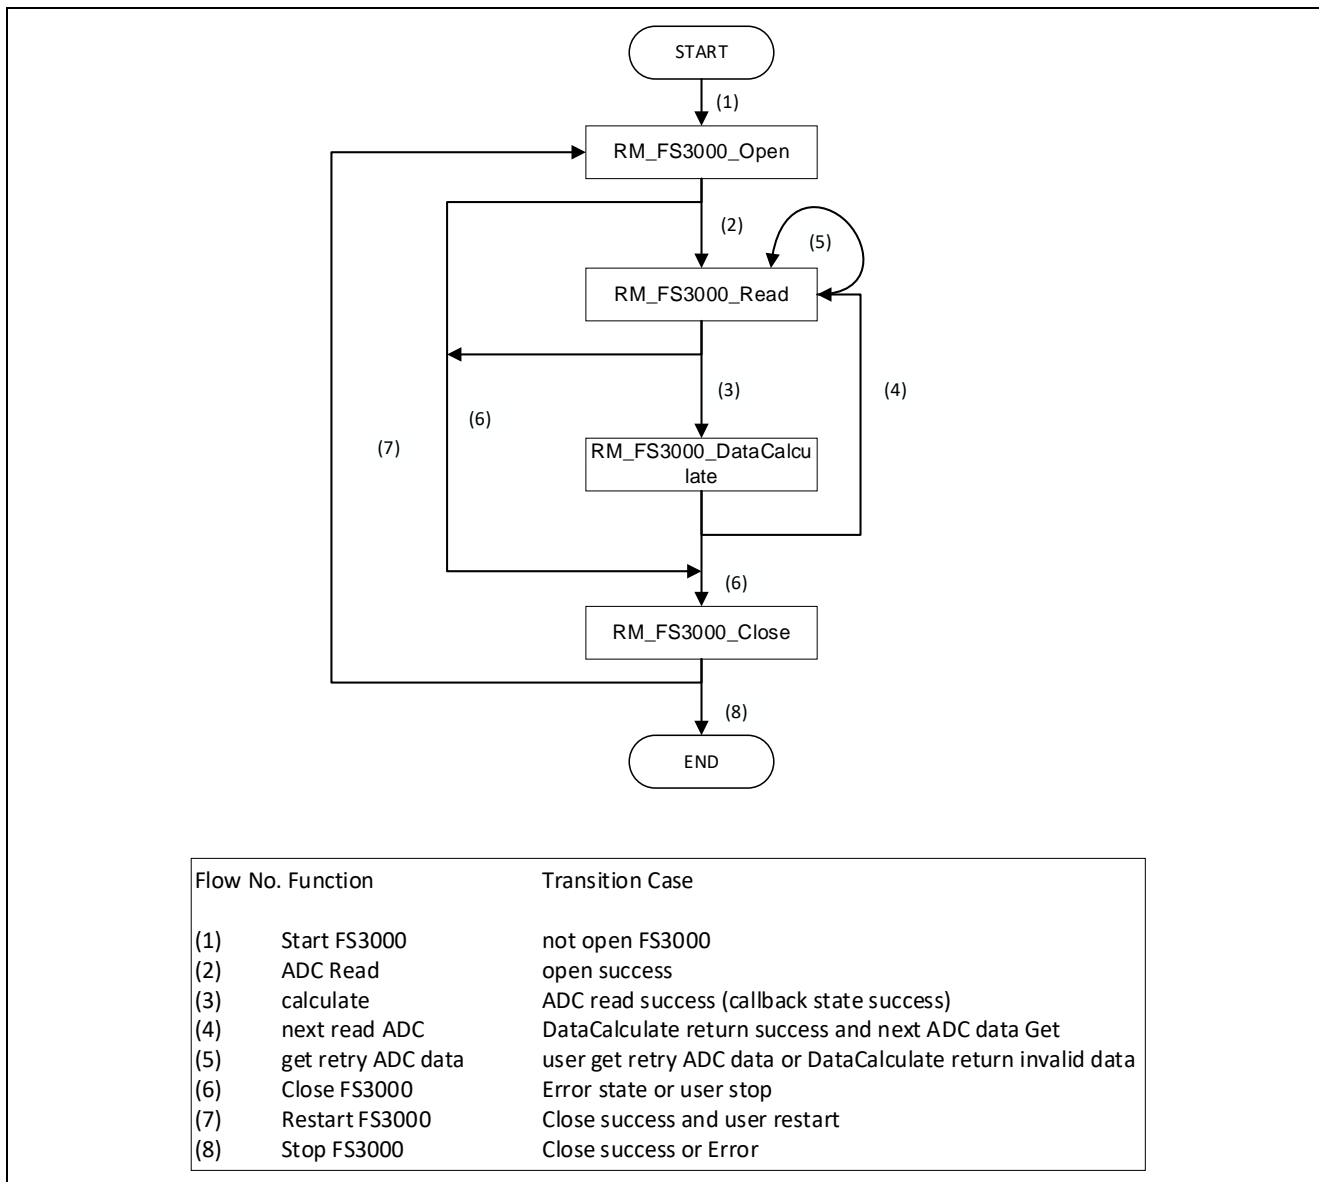 START
(1)
RM_FS3000_Open
(2)
(5)
RM_FS3000_Read
(3)
(4)
(6)
(7)
RM_FS3000_DataCalcu
late
(6)
RM_FS3000_Close
(8)
END
Flow No. Function Transition Case
(1) Start FS3000 not open FS3000
(2) ADC Read open success
(3) calculate ADC read success (callback state success)
(4) next read ADC DataCalculate return success and next ADC data Get
(5) get retry ADC data user get retry ADC data or DataCalculate return invalid data
(6) Close FS3000 Error state or user stop
(7) Restart FS3000 Close success and user restart
(8) Stop FS3000 Close success or Error